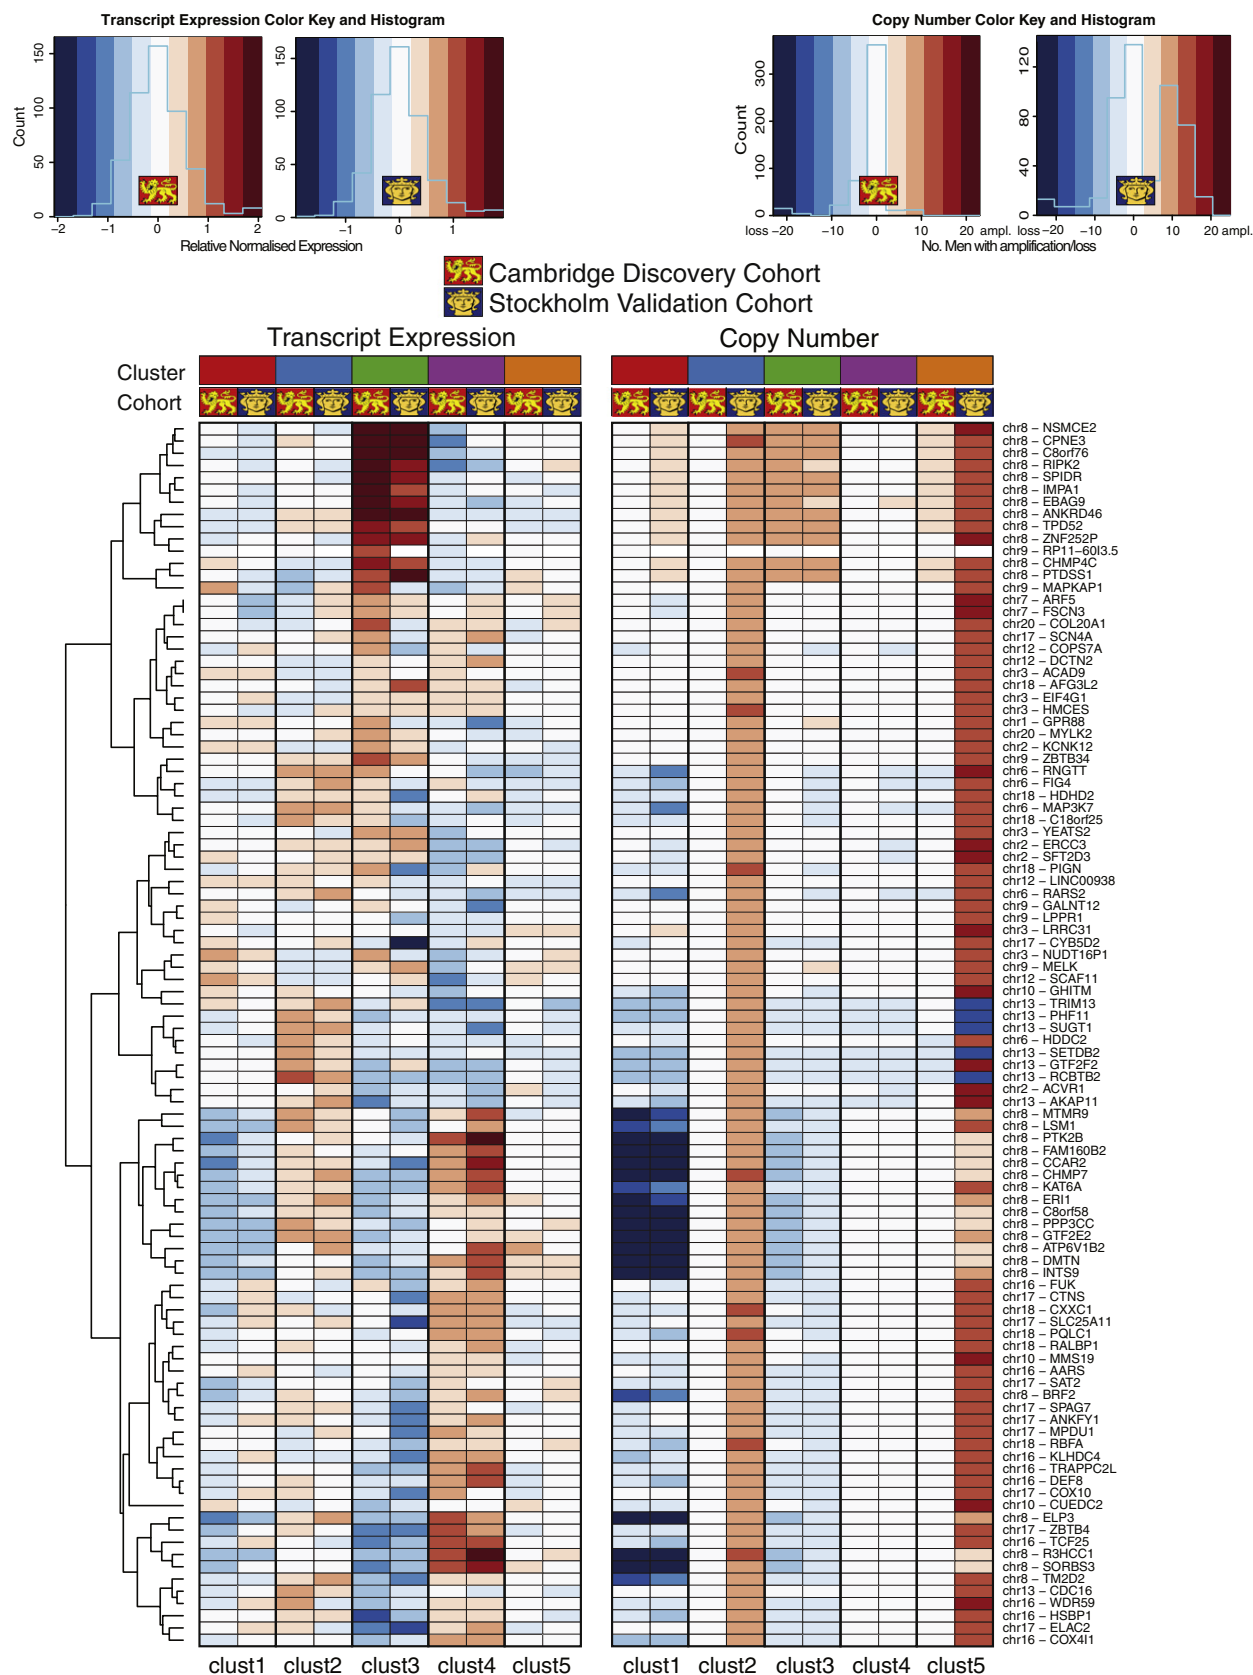 Transcript Expression Color Key and Histogram
Copy Number Color Key and Histogram
Count
0 50 100 150
−2 −1 0 1 2
0 50 100 150
−1 0 1
Relative Normalised Expression
Count
0 100 200 300
loss −20 −10 0 10 20 ampl.
0 40 80 120
loss −20 −10 0 10 20 ampl.
No. Men with amplification/loss
Cambridge Discovery Cohort
Stockholm Validation Cohort
Transcript Expression
Copy Number
Cluster
Cohort
chr8 − NSMCE2
chr8 − CPNE3
chr8 − C8orf76
chr8 − RIPK2
chr8 − SPIDR
chr8 − IMPA1
chr8 − EBAG9
chr8 − ANKRD46
chr8 − TPD52
chr8 − ZNF252P
chr9 − RP11−60I3.5
chr8 − CHMP4C
chr8 − PTDSS1
chr9 − MAPKAP1
chr7 − ARF5
chr7 − FSCN3
chr20 − COL20A1
chr17 − SCN4A
chr12 − COPS7A
chr12 − DCTN2
chr3 − ACAD9
chr18 − AFG3L2
chr3 − EIF4G1
chr3 − HMCES
chr1 − GPR88
chr20 − MYLK2
chr2 − KCNK12
chr9 − ZBTB34
chr6 − RNGTT
chr6 − FIG4
chr18 − HDHD2
chr6 − MAP3K7
chr18 − C18orf25
chr3 − YEATS2
chr2 − ERCC3
chr2 − SFT2D3
chr18 − PIGN
chr12 − LINC00938
chr6 − RARS2
chr9 − GALNT12
chr9 − LPPR1
chr3 − LRRC31
chr17 − CYB5D2
chr3 − NUDT16P1
chr9 − MELK
chr12 − SCAF11
chr10 − GHITM
chr13 − TRIM13
chr13 − PHF11
chr13 − SUGT1
chr6 − HDDC2
chr13 − SETDB2
chr13 − GTF2F2
chr13 − RCBTB2
chr2 − ACVR1
chr13 − AKAP11
chr8 − MTMR9
chr8 − LSM1
chr8 − PTK2B
chr8 − FAM160B2
chr8 − CCAR2
chr8 − CHMP7
chr8 − KAT6A
chr8 − ERI1
chr8 − C8orf58
chr8 − PPP3CC
chr8 − GTF2E2
chr8 − ATP6V1B2
chr8 − DMTN
chr8 − INTS9
chr16 − FUK
chr17 − CTNS
chr18 − CXXC1
chr17 − SLC25A11
chr18 − PQLC1
chr18 − RALBP1
chr10 − MMS19
chr16 − AARS
chr17 − SAT2
chr8 − BRF2
chr17 − SPAG7
chr17 − ANKFY1
chr17 − MPDU1
chr18 − RBFA
chr16 − KLHDC4
chr16 − TRAPPC2L
chr16 − DEF8
chr17 − COX10
chr10 − CUEDC2
chr8 − ELP3
chr17 − ZBTB4
chr16 − TCF25
chr8 − R3HCC1
chr8 − SORBS3
chr8 − TM2D2
chr13 − CDC16
chr16 − WDR59
chr16 − HSBP1
chr17 − ELAC2
chr16 − COX4I1
clust1 clust2 clust3 clust4 clust5
clust1 clust2 clust3 clust4 clust5